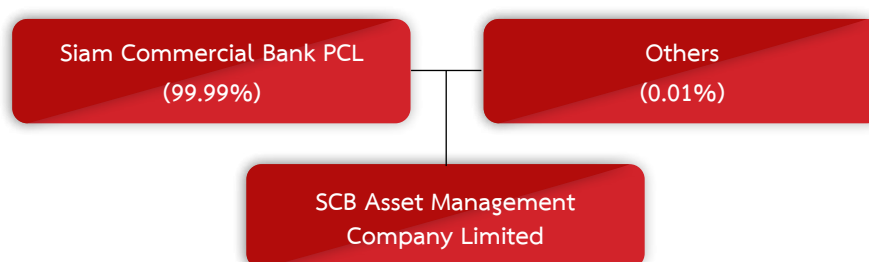 Siam Commercial Bank PCL
(99.99%)
Others
(0.01%)
SCB Asset Management
Company Limited